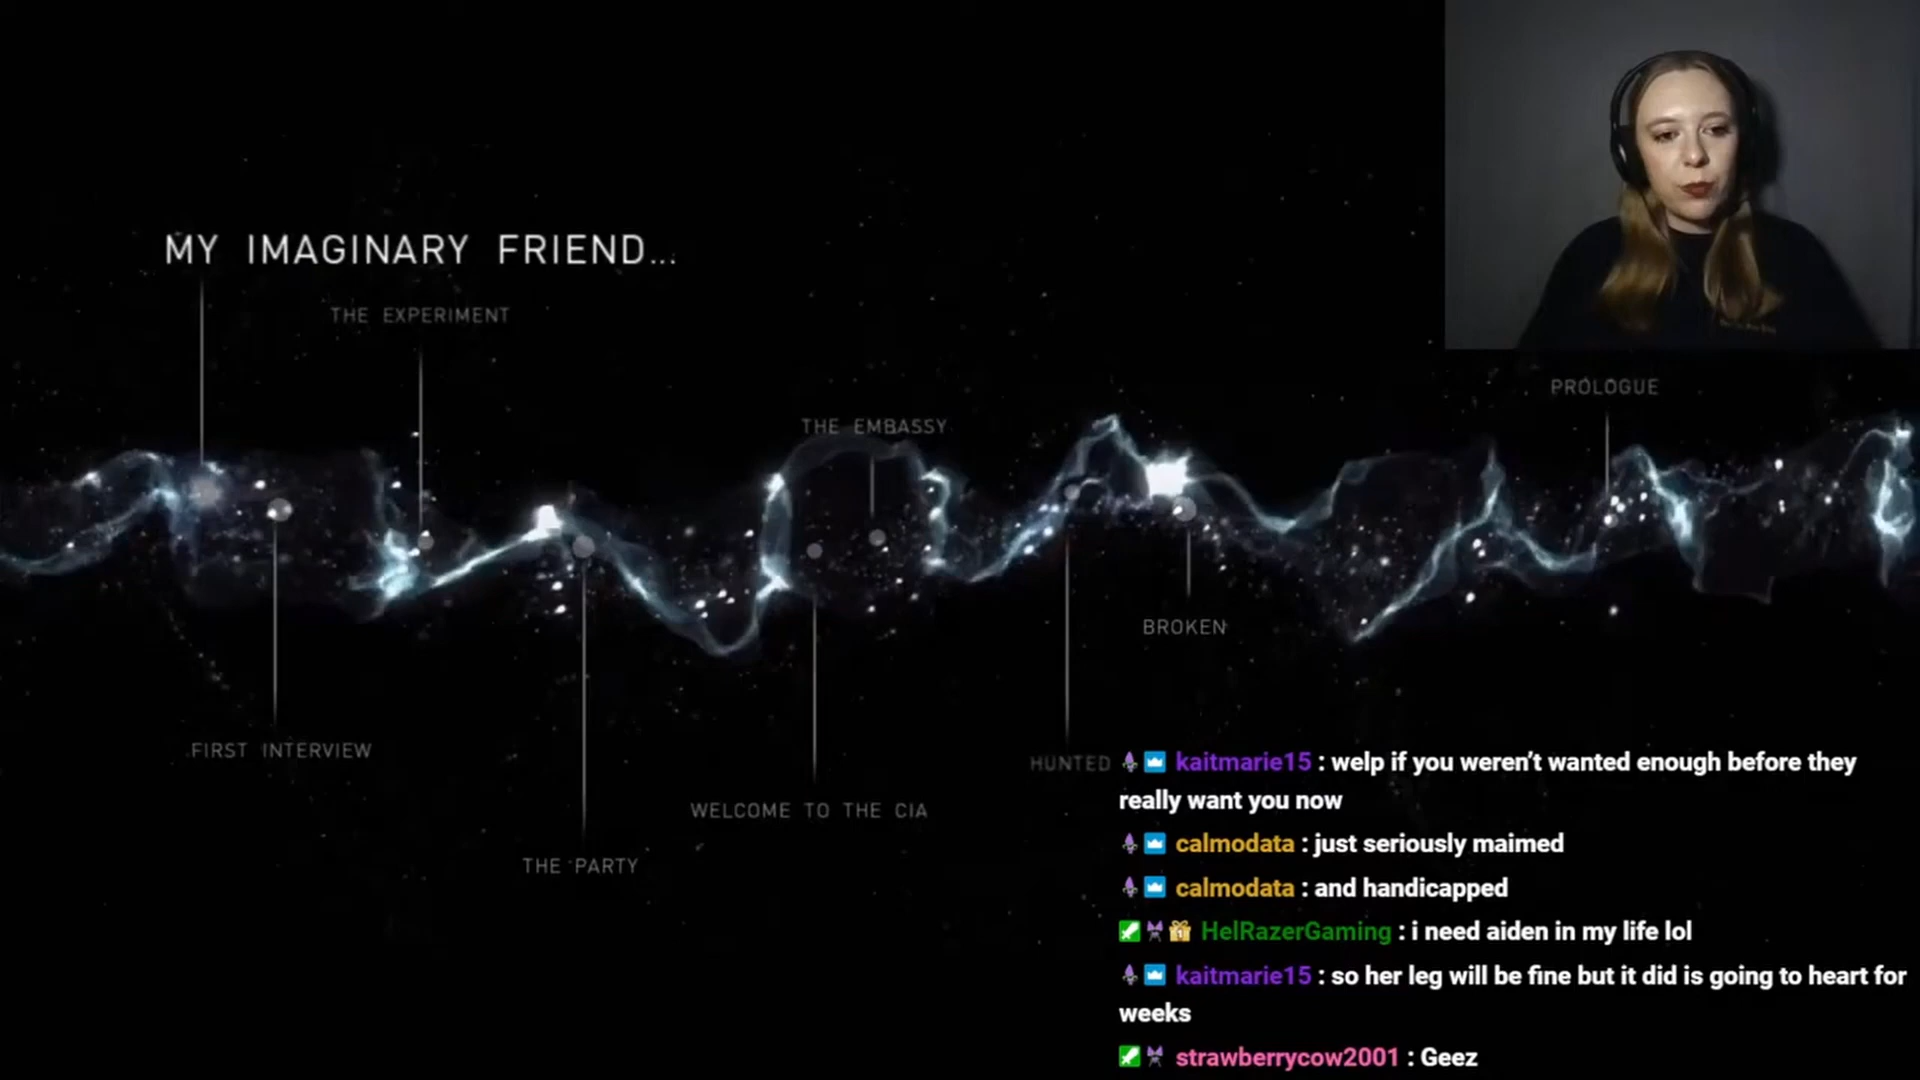 MY IMAGINARY FRIEND...
THE EXPERIMENT
PROLOGUE
THE EMBASSY
BROKEN
FIRST INTERVIEW
HUNTED
WELCOME TO THE CIA
THE PARTY
kaitmarie15 : welp if you weren’t wanted enough before they
really want you now
calmodata : just seriously maimed
calmodata : and handicapped
HelRazerGaming : i need aiden in my life lol
kaitmarie15 : so her leg will be fine but it did is going to heart for
weeks
strawberrycow2001 : Geez